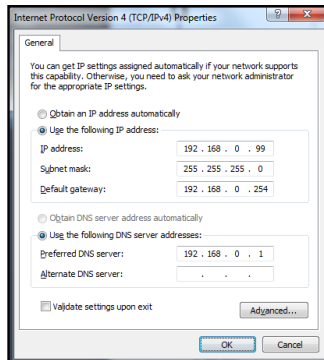 Internet Protocol Version 4 (TCP/IPv4) Properties
General
You can get IP settings assigned automatically if your network supports
this capability. Otherwise, you need to ask your network administrator
for the appropriate IP settings.
Obtain an IP address automatically
Use the following IP address:
IP address: 192 . 168 . 0 . 99
Subnet mask: 255 . 255 . 255 . 0
Default gateway: 192 . 168 . 0 . 254
Obtain DNS server address automatically
Use the following DNS server addresses:
Preferred DNS server: 192 . 168 . 0 . 1
Alternate DNS server: . . .
Validate settings upon exit
Advanced...
OK Cancel